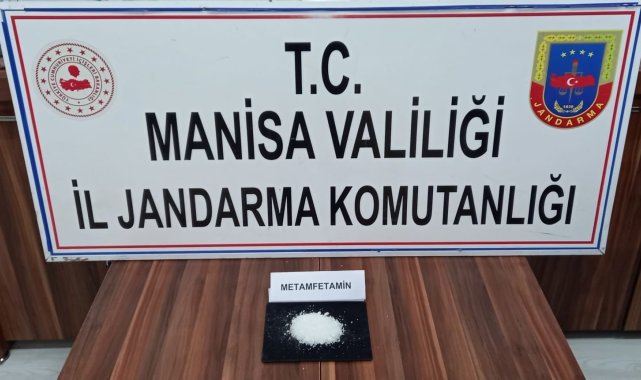 T.C.
MANİSA VALİLİĞİ
İL JANDARMA KOMUTANLIĞI
JANDARMA
METAMFETAMİN